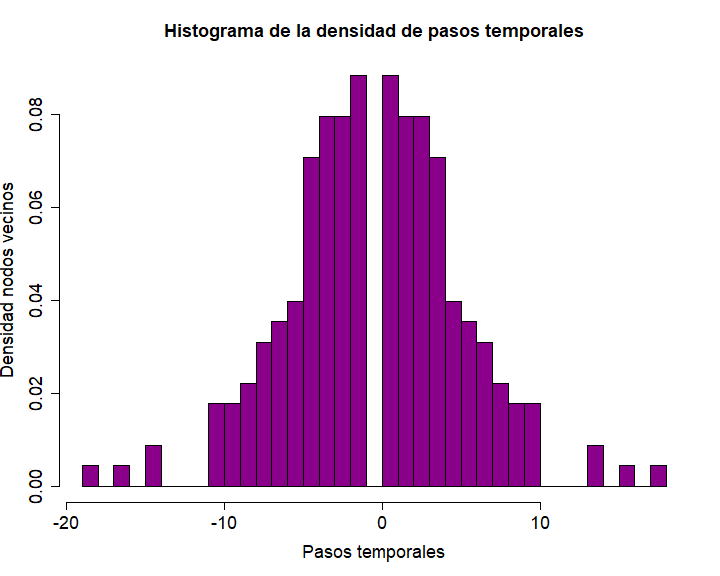 Histograma de la densidad de pasos temporales
Densidad nodos vecinos
0.08
0.06
0.04
0.02
0.00
-20 -10 0 10
Pasos temporales